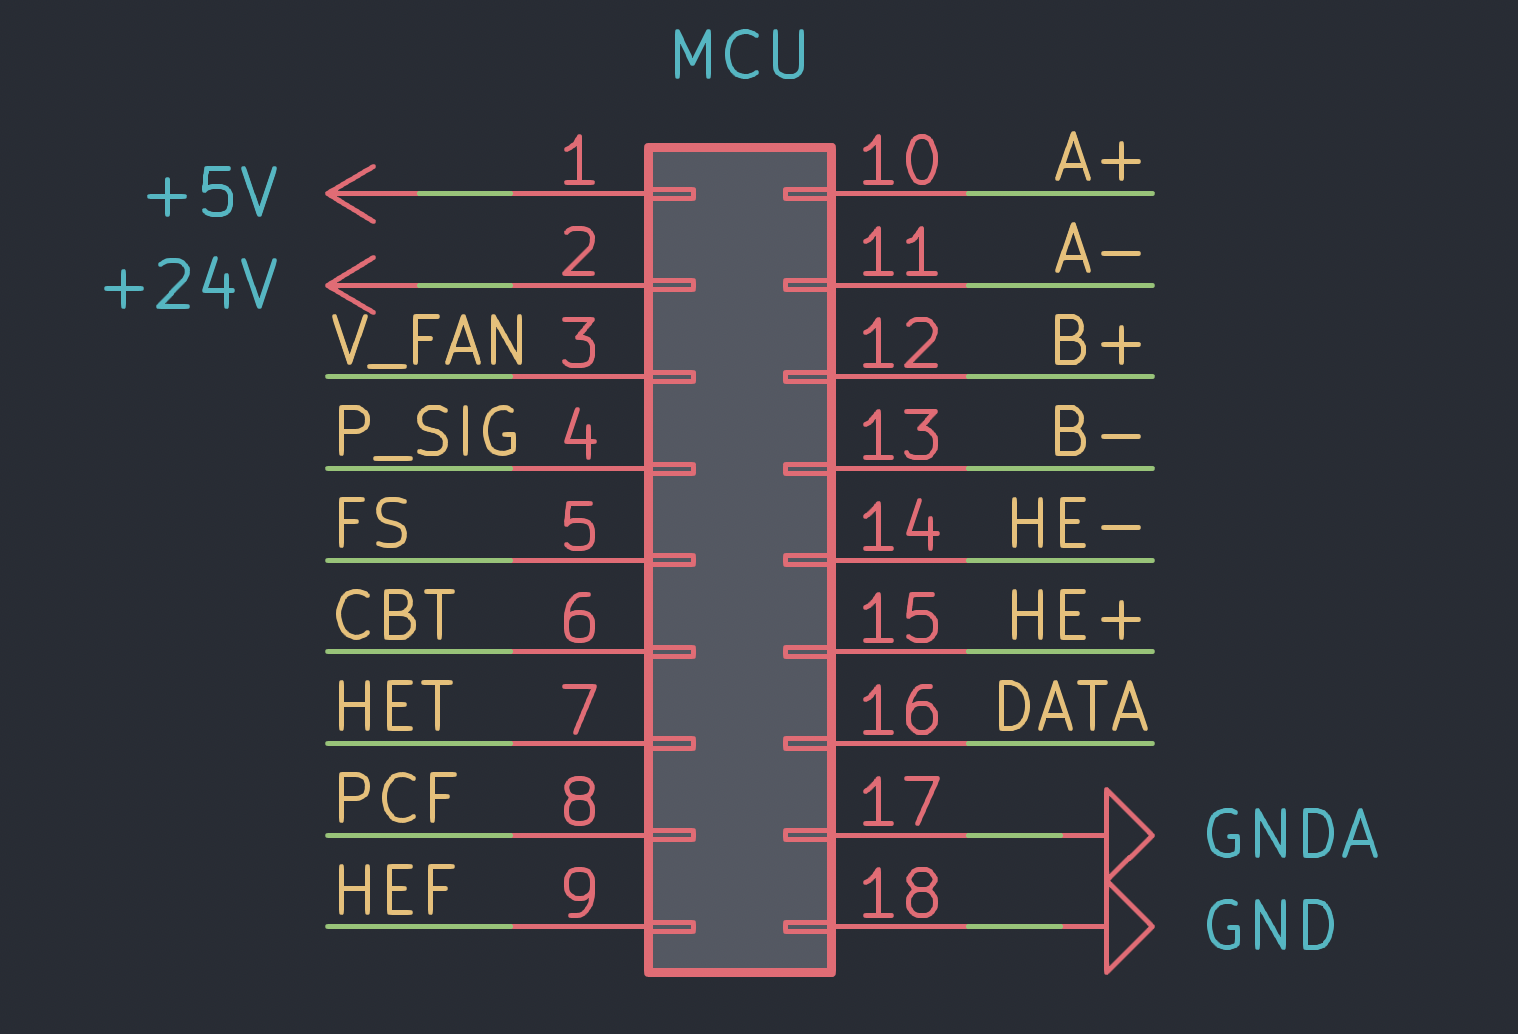 MCU
+5V 1 10 A+
+24V 2 11 A-
V_FAN 3 12 B+
P_SIG 4 13 B-
FS 5 14 HE-
CBT 6 15 HE+
HET 7 16 DATA
PCF 8 17 GNDA
HEF 9 18 GND